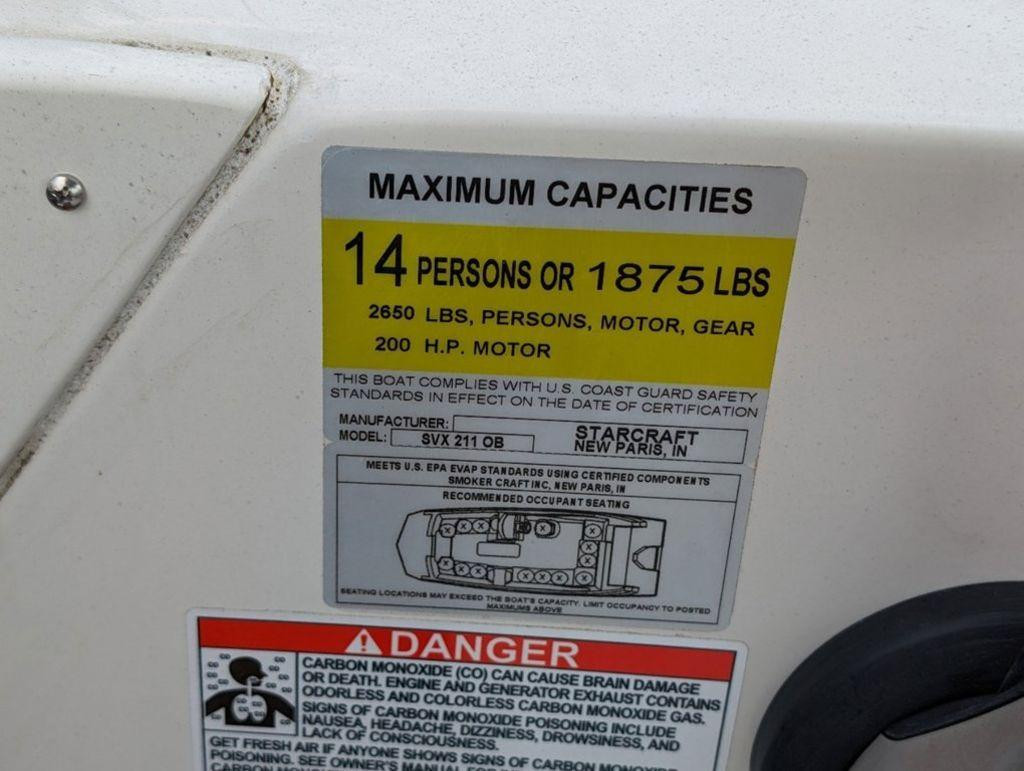 MAXIMUM CAPACITIES
14 PERSONS OR 1875 LBS
2650 LBS, PERSONS, MOTOR, GEAR
200 H.P. MOTOR
THIS BOAT COMPLIES WITH U.S. COAST GUARD SAFETY
STANDARDS IN EFFECT ON THE DATE OF CERTIFICATION
MANUFACTURER: STARCRAFT
MODEL: SVX 211 OB NEW PARIS, IN
MEETS U.S. EPA EVAP STANDARDS USING CERTIFIED COMPONENTS
SMOKER CRAFT INC, NEW PARIS, IN
RECOMMENDED OCCUPANT SEATING
SEATING LOCATIONS MAY EXCEED THE BOAT'S CAPACITY. LIMIT OCCUPANCY TO POSTED
MAXIMUMS ABOVE
DANGER
CARBON MONOXIDE (CO) CAN CAUSE BRAIN DAMAGE
OR DEATH. ENGINE AND GENERATOR EXHAUST CONTAINS
ODORLESS AND COLORLESS CARBON MONOXIDE GAS.
SIGNS OF CARBON MONOXIDE POISONING INCLUDE
NAUSEA, HEADACHE, DIZZINESS, DROWSINESS, AND
LACK OF CONSCIOUSNESS.
GET FRESH AIR IF ANYONE SHOWS SIGNS OF CARBON MONOXIDE
POISONING. SEE OWNER'S MANUAL FOR
CARBON MONOXIDE